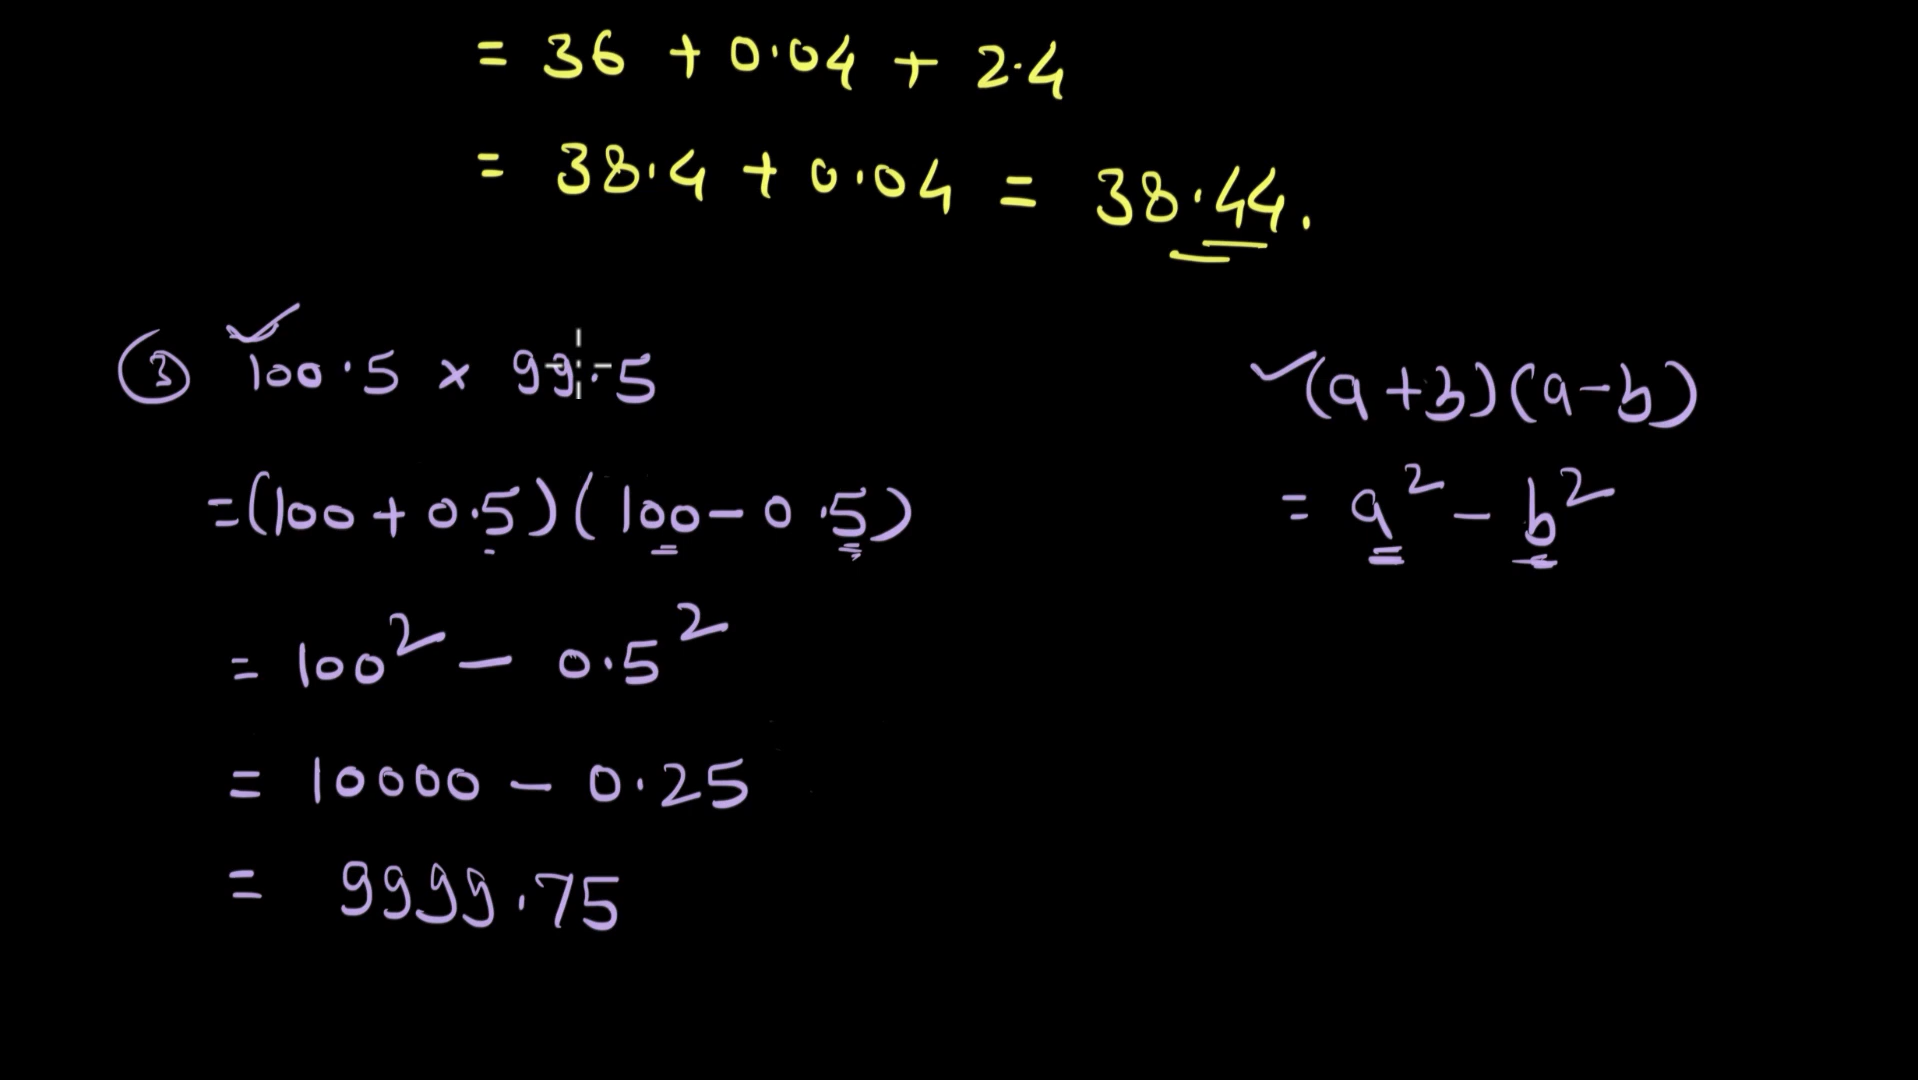 = 36 + 0.04 + 2.4
= 38.4 + 0.04 = 38.44.
③ 100.5 × 99.5
(a+b)(a-b)
=(100+0.5)(100-0.5)
= a² - b²
= 100² - 0.5²
= 10000 - 0.25
= 9999.75